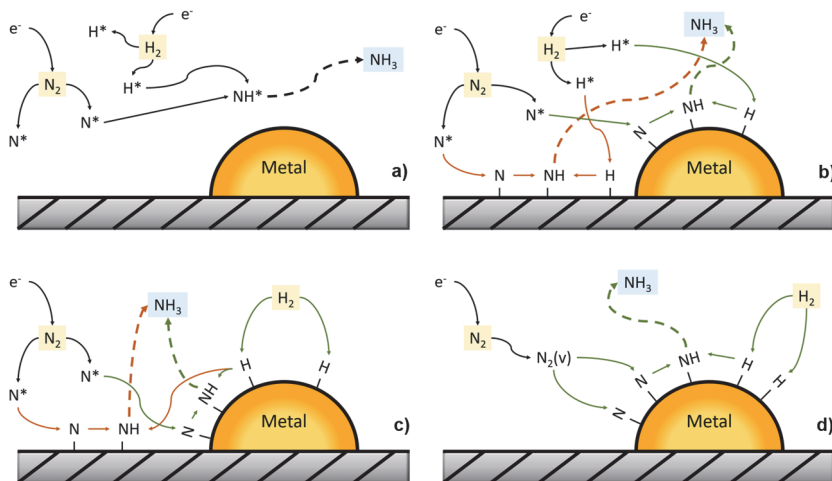 e⁻
H*
H₂
e⁻
N₂
H*
NH₃
N*
N*
NH*
Metal
a)
e⁻
NH₃
e⁻
H₂
H*
N₂
H*
N*
NH
H
N*
N
N
NH
H
Metal
b)
e⁻
NH₃
H₂
N₂
N*
N*
H
H
NH
N
N
NH
Metal
c)
e⁻
NH₃
H₂
N₂
N₂(v)
NH
H
N
H
N
Metal
d)